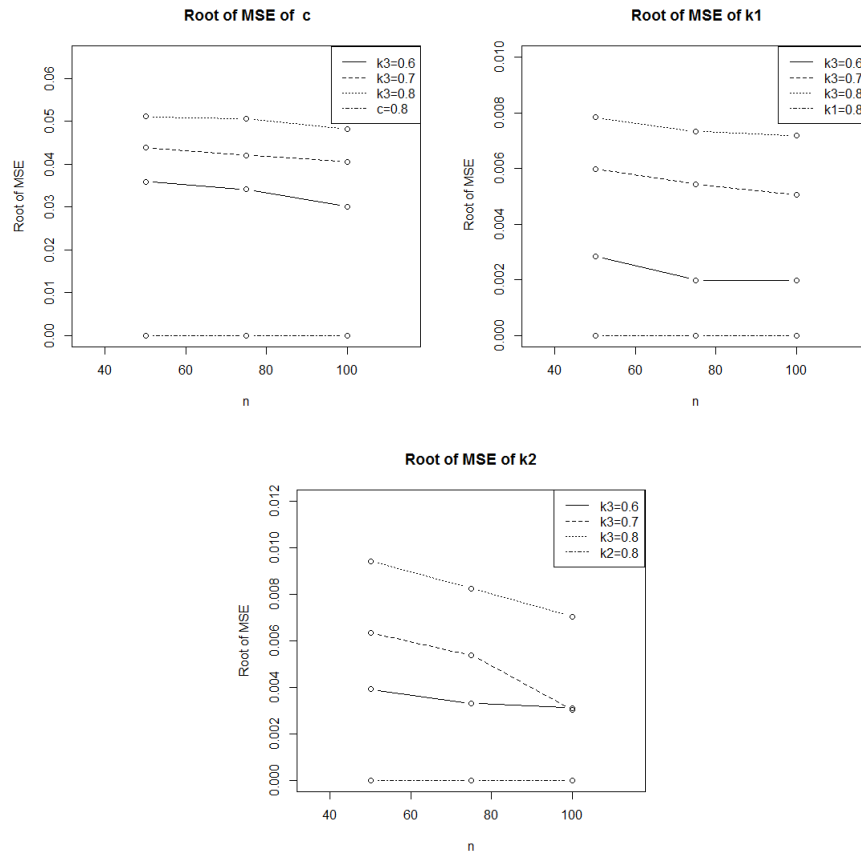 Root of MSE of c
Root of MSE
0.00
0.01
0.02
0.03
0.04
0.05
0.06
k3=0.6
k3=0.7
k3=0.8
c=0.8
40
60
80
100
n
Root of MSE of k1
Root of MSE
0.000
0.002
0.004
0.006
0.008
0.010
k3=0.6
k3=0.7
k3=0.8
k1=0.8
40
60
80
100
n
Root of MSE of k2
Root of MSE
0.000
0.002
0.004
0.006
0.008
0.010
0.012
k3=0.6
k3=0.7
k3=0.8
k2=0.8
40
60
80
100
n